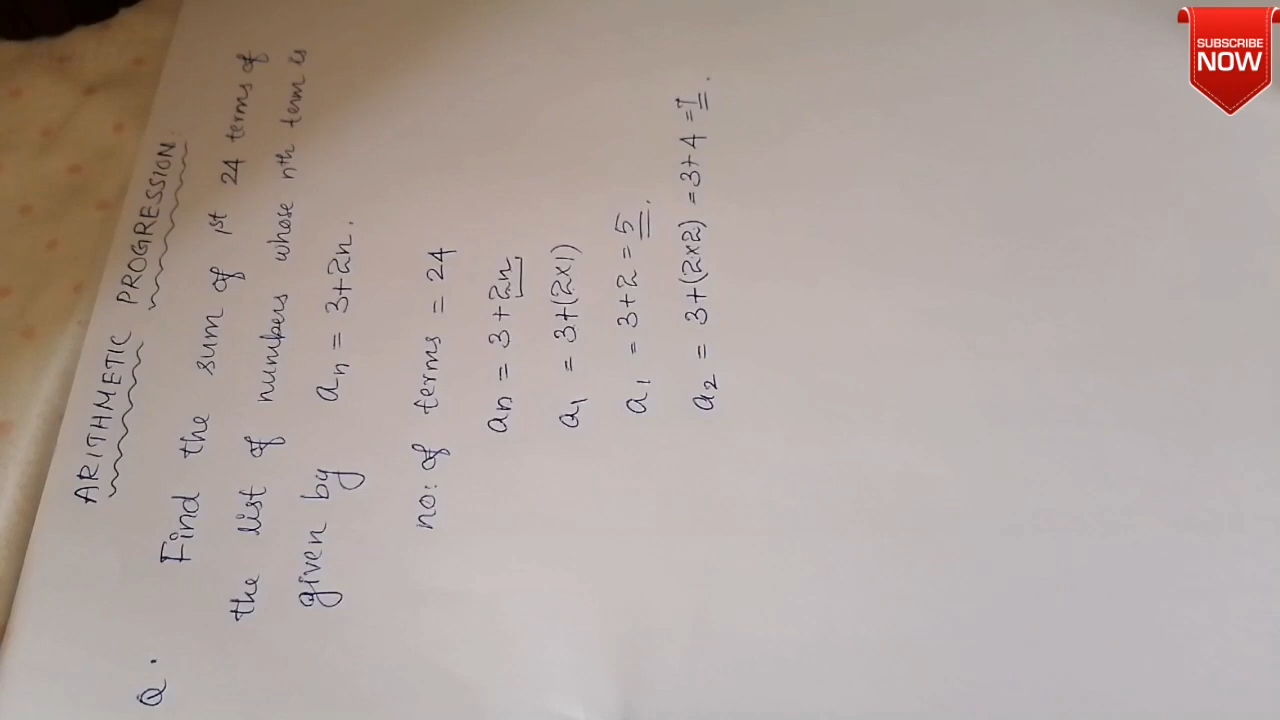 ARITHMETIC PROGRESSION.
Q. Find the sum of 1st 24 terms of
the list of numbers whose nth term is
given by an = 3+2n.
no: of terms = 24
an = 3+2n
a1 = 3+(2×1)
a1 = 3+2 = 5.
a2 = 3+(2×2) = 3+4 = 7.
SUBSCRIBE
NOW